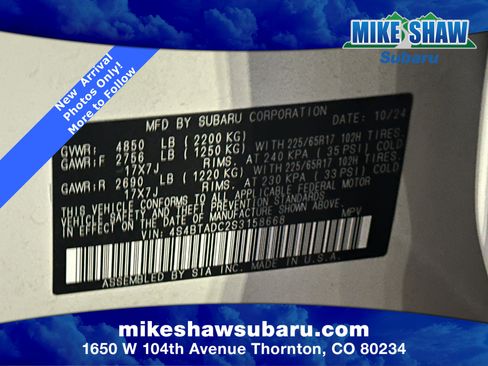 MIKE SHAW
Subaru
New Arrival
Photos Only!
More to Follow
MFD BY SUBARU CORPORATION DATE: 10/24
GVWR: 4850 LB (2200 KG)
GAWR:F 2756 LB (1250 KG) WITH 225/65R17 102H TIRES.
17X7J RIMS. AT 240 KPA (35 PSI) COLD
GAWR:R 2690 LB (1220 KG) WITH 225/65R17 102H TIRES.
17X7J RIMS. AT 230 KPA (33 PSI) COLD
THIS VEHICLE CONFORMS TO ALL APPLICABLE FEDERAL MOTOR
VEHICLE SAFETY STANDARDS
IN EFFECT ON THE DATE OF MANUFACTURE SHOWN ABOVE.
VIN: 4S4BTADC2S3158668 MPV
ASSEMBLED BY SIA INC. MADE IN U.S.A.
mikeshawsubaru.com
1650 W 104th Avenue Thornton, CO 80234